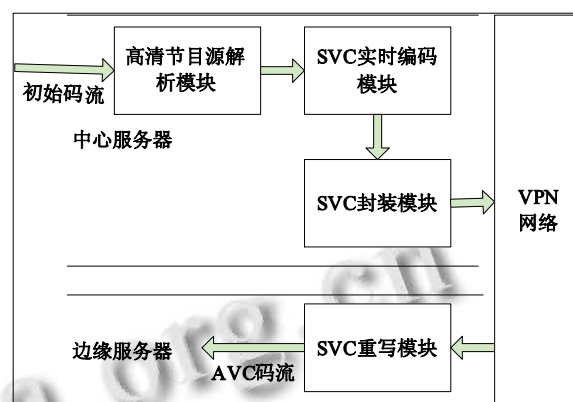 高清节目源解
析模块
SVC实时编码
模块
初始码流
中心服务器
SVC封装模块
VPN
网络
边缘服务器
SVC重写模块
AVC码流
org.cn